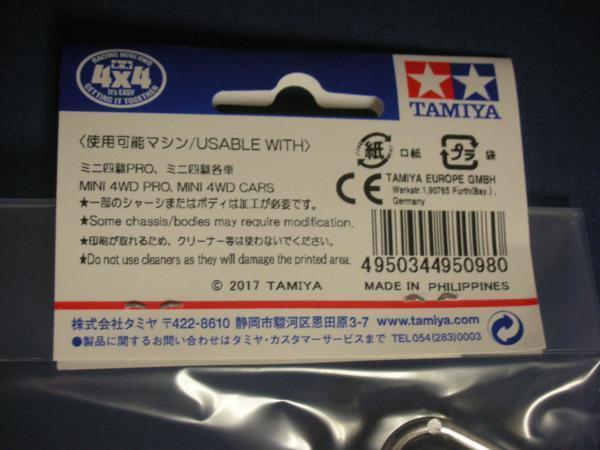 RACING MINI 4WD
4x4
It's EASY
GETTING IT TOGETHER
TAMIYA
〈使用可能マシン/USABLE WITH〉
ミニ四駆PRO、ミニ四駆各車
MINI 4WD PRO, MINI 4WD CARS
★一部のシャーシまたはボディは加工が必要です。
★Some chassis/bodies may require modification.
★印刷が取れるため、クリーナー等は使わないでください。
★Do not use cleaners as they will damage the printed area.
© 2017 TAMIYA
紙 口紙 プラ 袋
CE TAMIYA EUROPE GMBH
Werkstr.1,90765 Fürth(Bay.),
Germany
4950344950980
MADE IN PHILIPPINES
株式会社タミヤ 〒422-8610 静岡市駿河区恩田原3-7 www.tamiya.com
●製品に関するお問い合わせはタミヤ・カスタマーサービスまで TEL 054(283)0003